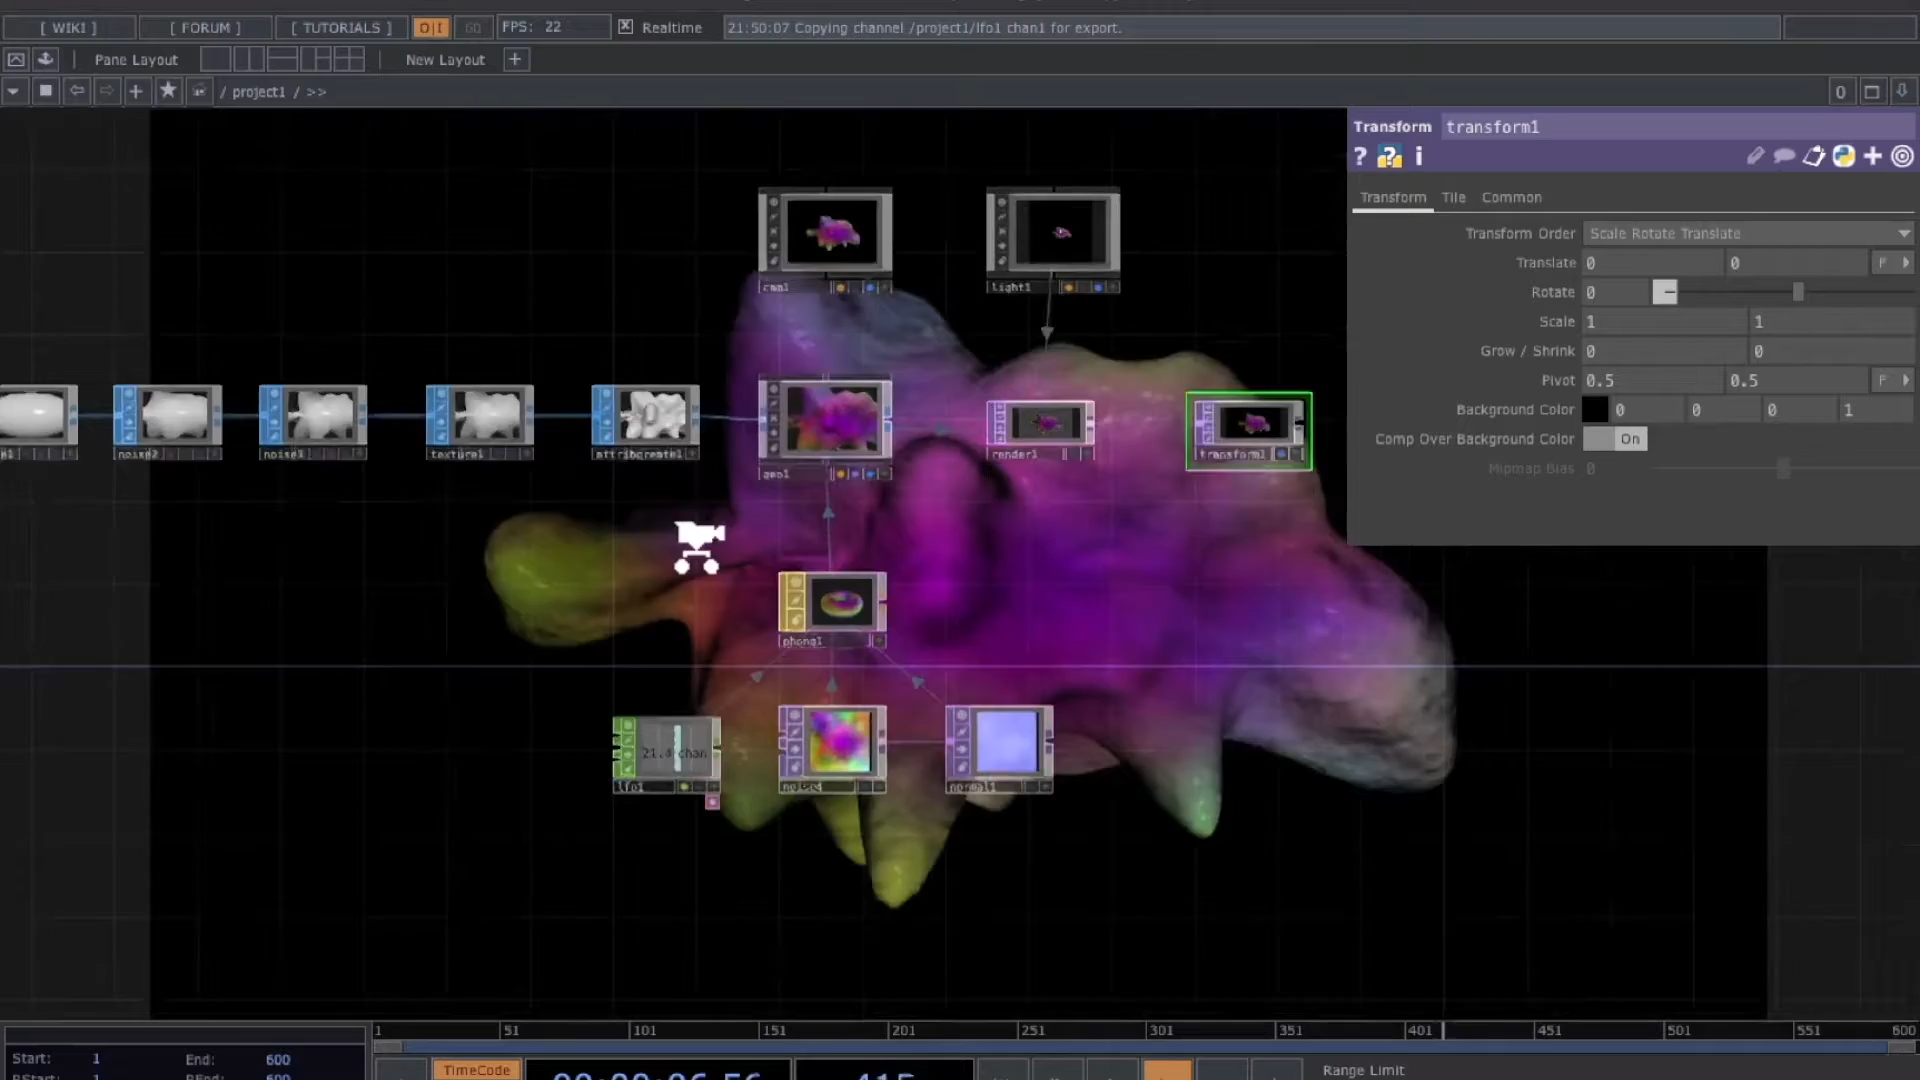 [ WIKI ] [ FORUM ] [ TUTORIALS ] O|I FPS: 22 Realtime 21:50:07 Copying channel /project1/lfo1 chan1 for export.
Pane Layout New Layout +
/ project1 / >> 0
Transform transform1
? ? i
Transform Tile Common
Transform Order Scale Rotate Translate
Translate 0 0
Rotate 0
Scale 1 1
Grow / Shrink 0 0
Pivot 0.5 0.5
Background Color 0 0 0 1
Comp Over Background Color On
Mipmap Bias 0
cam1 light1
noise2 noise1 texture1 attribcreate1 geo1 render1 transform1
phong1
chan
lfo1 noise4 normal1
1 51 101 151 201 251 301 351 401 451 501 551 600
Start: 1 End: 600
TimeCode Range Limit